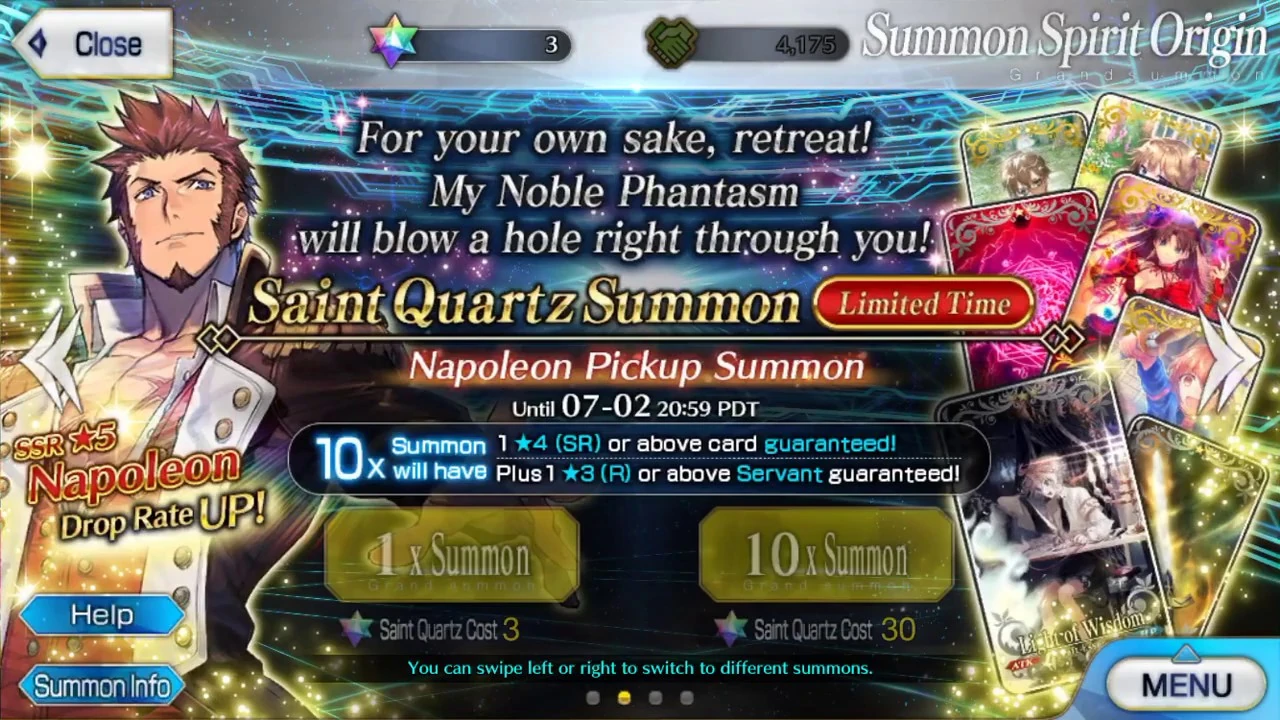 Close
3
4,175
Summon Spirit Origin
Grandsummon
For your own sake, retreat!
My Noble Phantasm
will blow a hole right through you!
Saint Quartz Summon
Limited Time
Napoleon Pickup Summon
Until 07-02 20:59 PDT
10x Summon will have
1 ★4 (SR) or above card guaranteed!
Plus 1 ★3 (R) or above Servant guaranteed!
SSR ★5
Napoleon
Drop Rate UP!
1x Summon
Grand summon
10x Summon
Grand summon
Saint Quartz Cost 3
Saint Quartz Cost 30
Help
Summon Info
You can swipe left or right to switch to different summons.
Light of Wisdom
ATK
MENU